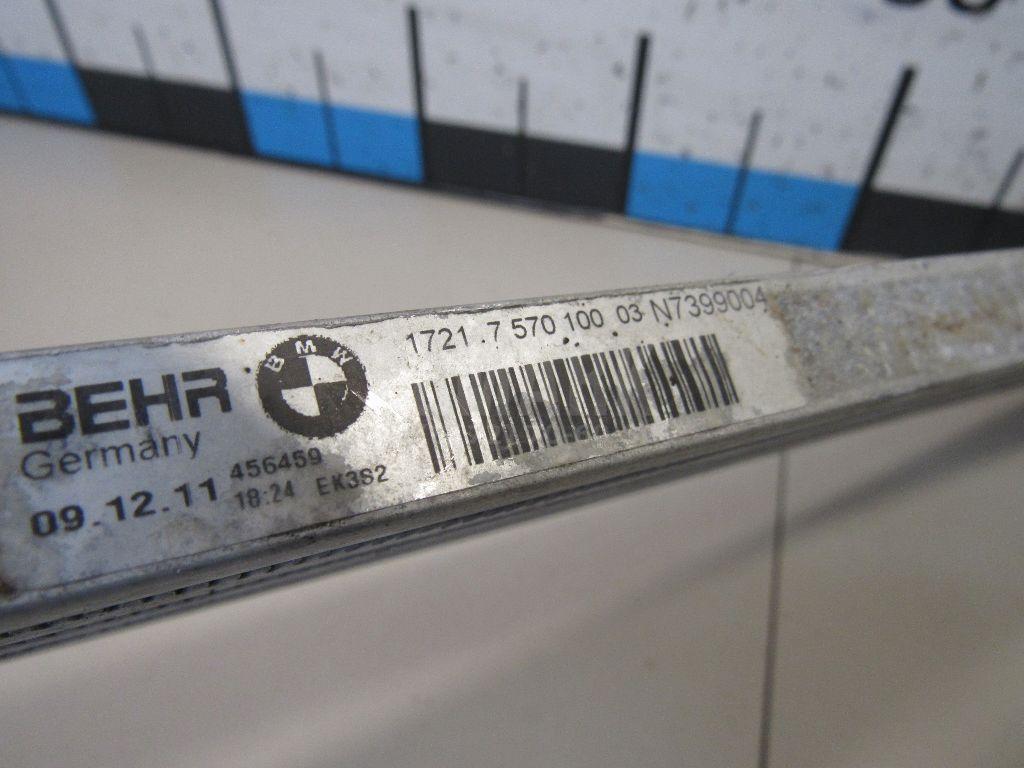 BEHR
Germany
BMW
1721 . 7 570 100 03 N7399004
09.12.11
456459
18:24 EK3S2